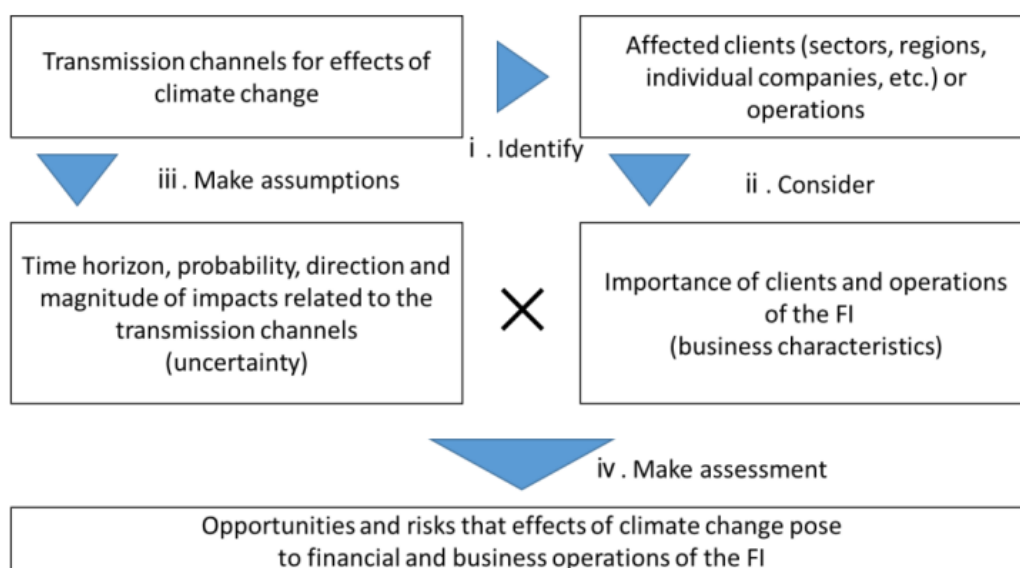 Transmission channels for effects of
climate change
Affected clients (sectors, regions,
individual companies, etc.) or
operations
ⅰ. Identify
ⅲ. Make assumptions
ⅱ. Consider
Time horizon, probability, direction and
magnitude of impacts related to the
transmission channels
(uncertainty)
Importance of clients and operations
of the FI
(business characteristics)
ⅳ. Make assessment
Opportunities and risks that effects of climate change pose
to financial and business operations of the FI